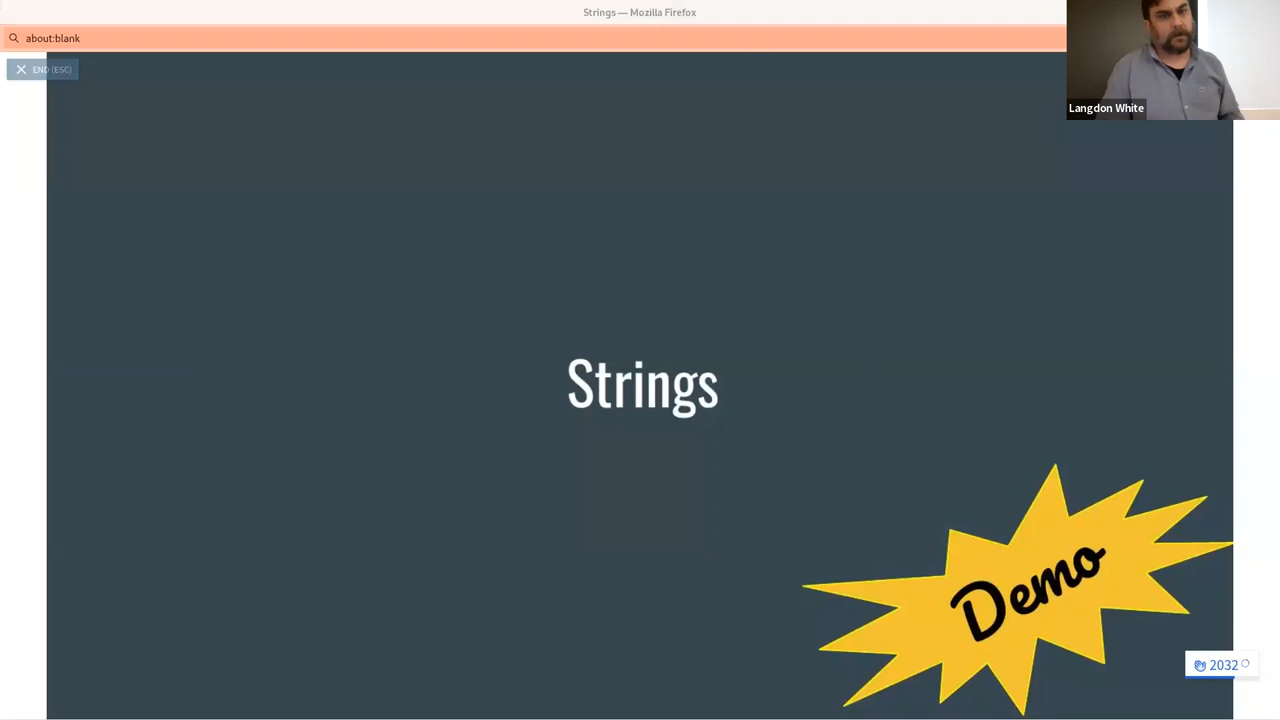 Strings — Mozilla Firefox
about:blank
END (ESC)
Langdon White
Strings
Demo
2032